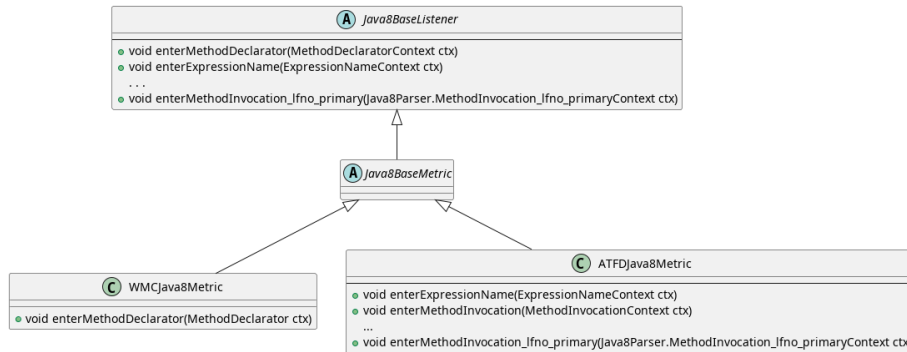 A Java8BaseListener
void enterMethodDeclarator(MethodDeclaratorContext ctx)
void enterExpressionName(ExpressionNameContext ctx)
. . .
void enterMethodInvocation_lfno_primary(Java8Parser.MethodInvocation_lfno_primaryContext ctx)
A Java8BaseMetric
C WMCJava8Metric
void enterMethodDeclarator(MethodDeclarator ctx)
C ATFDJava8Metric
void enterExpressionName(ExpressionNameContext ctx)
void enterMethodInvocation(MethodInvocationContext ctx)
...
void enterMethodInvocation_lfno_primary(Java8Parser.MethodInvocation_lfno_primaryContext ctx